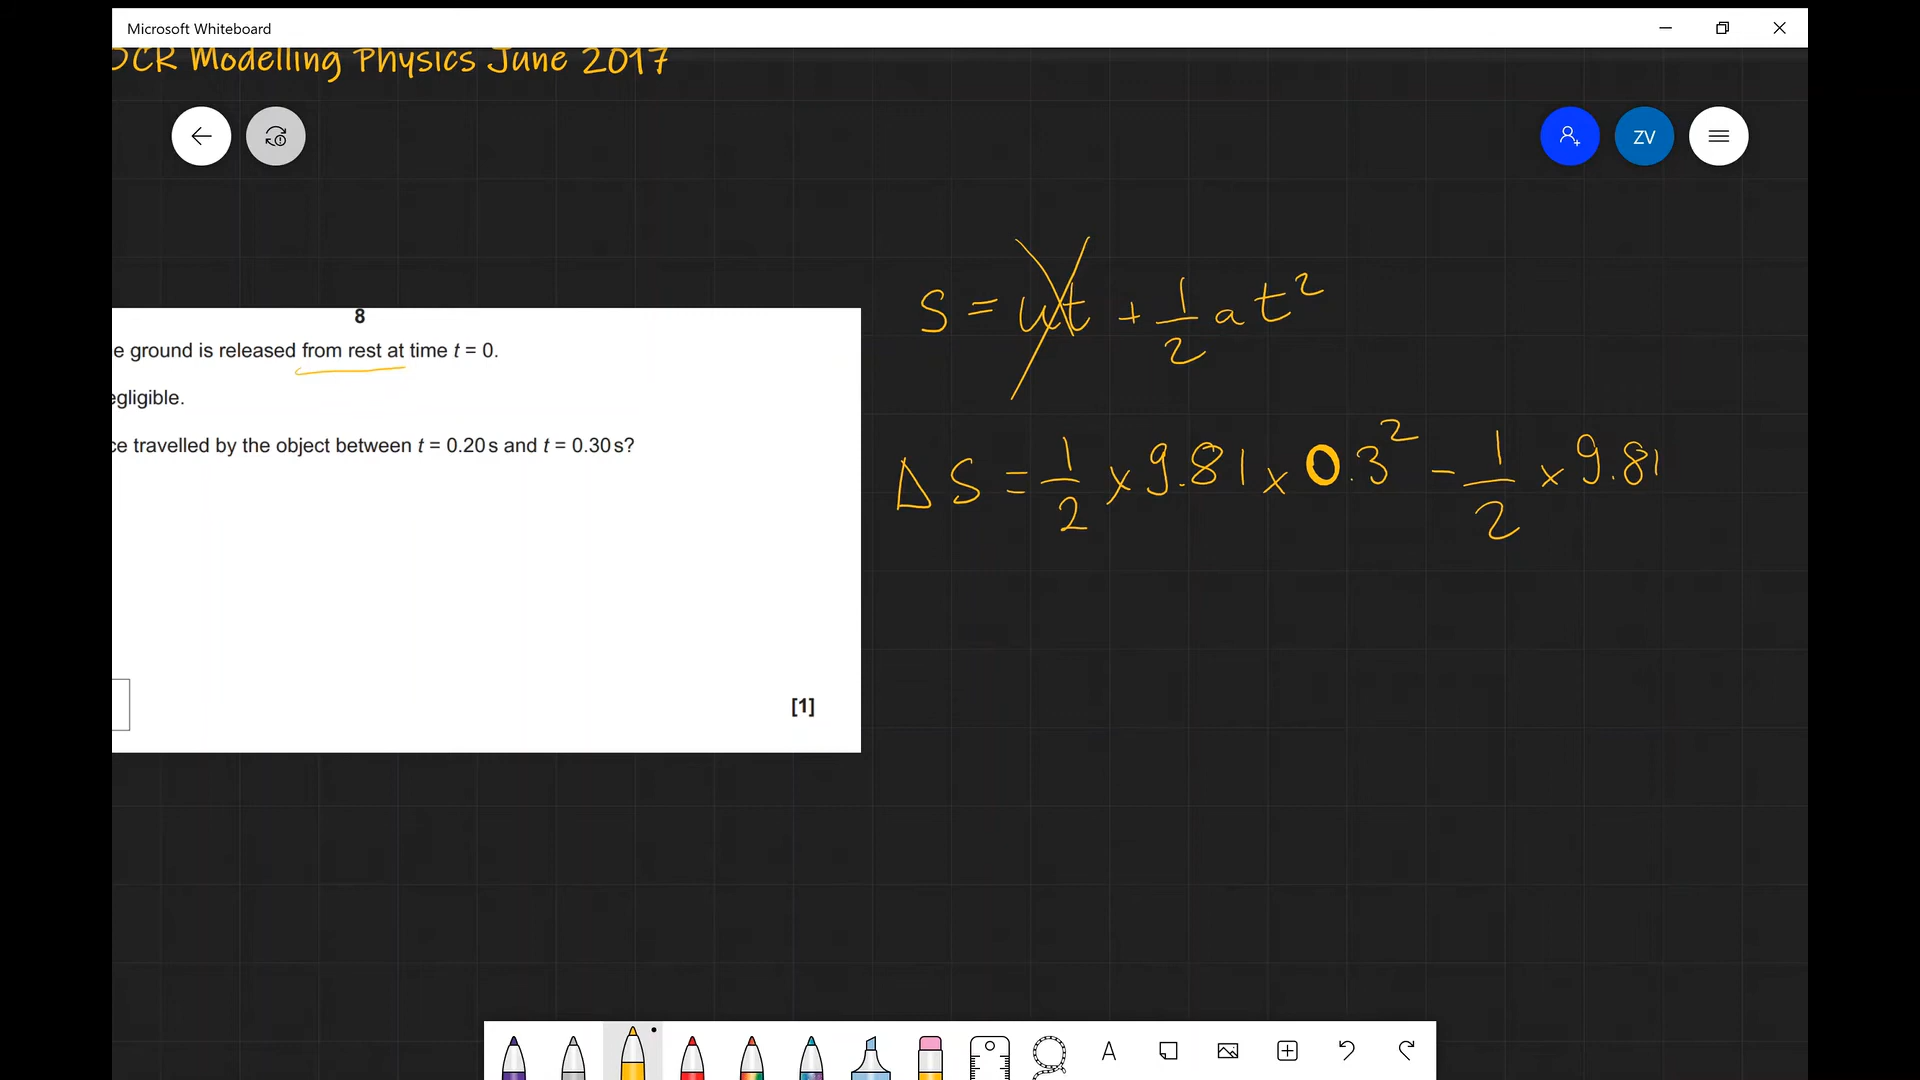 Microsoft Whiteboard
OCR Modelling Physics June 2017
ZV
8
e ground is released from rest at time t = 0.
egligible.
ce travelled by the object between t = 0.20 s and t = 0.30 s?
[1]
S = ut + 1/2 a t²
Δ S = 1/2 × 9.81 × 0.3² - 1/2 × 9.81
A